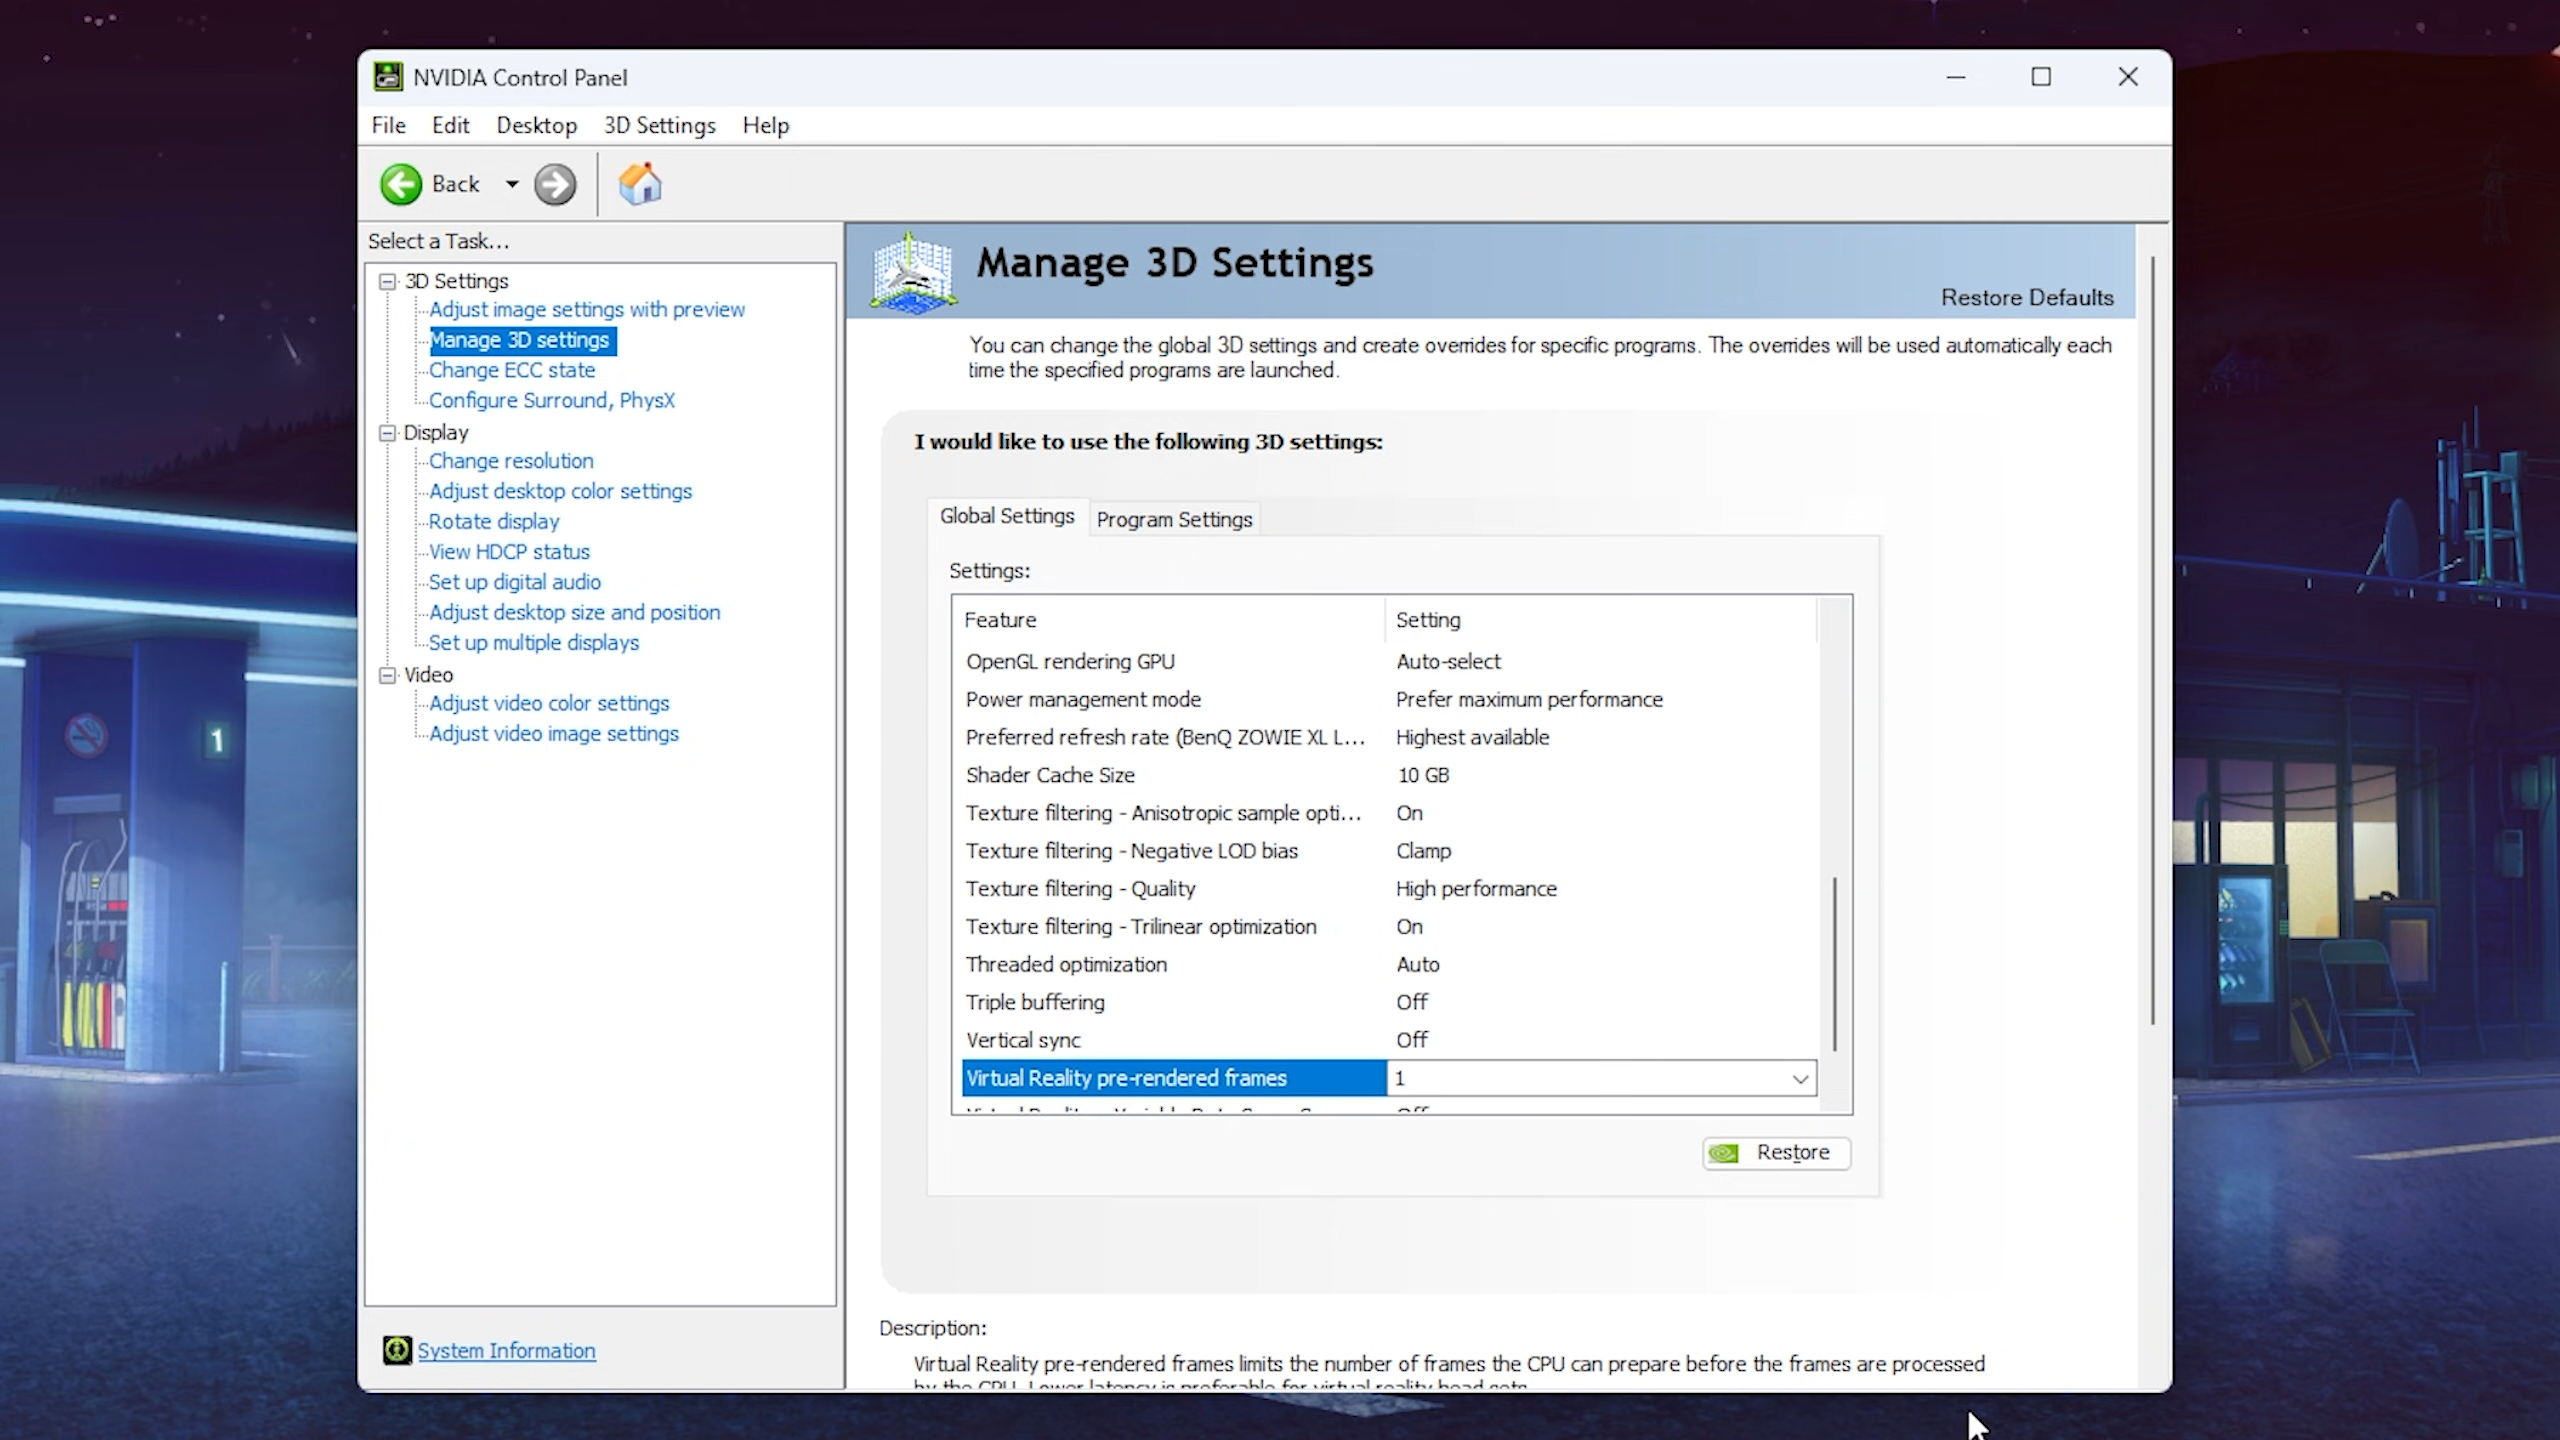 NVIDIA Control Panel
File Edit Desktop 3D Settings Help
Back
Select a Task...
3D Settings
Adjust image settings with preview
Manage 3D settings
Change ECC state
Configure Surround, PhysX
Display
Change resolution
Adjust desktop color settings
Rotate display
View HDCP status
Set up digital audio
Adjust desktop size and position
Set up multiple displays
Video
Adjust video color settings
Adjust video image settings
System Information
Manage 3D Settings
Restore Defaults
You can change the global 3D settings and create overrides for specific programs. The overrides will be used automatically each
time the specified programs are launched.
I would like to use the following 3D settings:
Global Settings Program Settings
Settings:
Feature Setting
OpenGL rendering GPU Auto-select
Power management mode Prefer maximum performance
Preferred refresh rate (BenQ ZOWIE XL L... Highest available
Shader Cache Size 10 GB
Texture filtering - Anisotropic sample opti... On
Texture filtering - Negative LOD bias Clamp
Texture filtering - Quality High performance
Texture filtering - Trilinear optimization On
Threaded optimization Auto
Triple buffering Off
Vertical sync Off
Virtual Reality pre-rendered frames 1
Restore
Description:
Virtual Reality pre-rendered frames limits the number of frames the CPU can prepare before the frames are processed
1